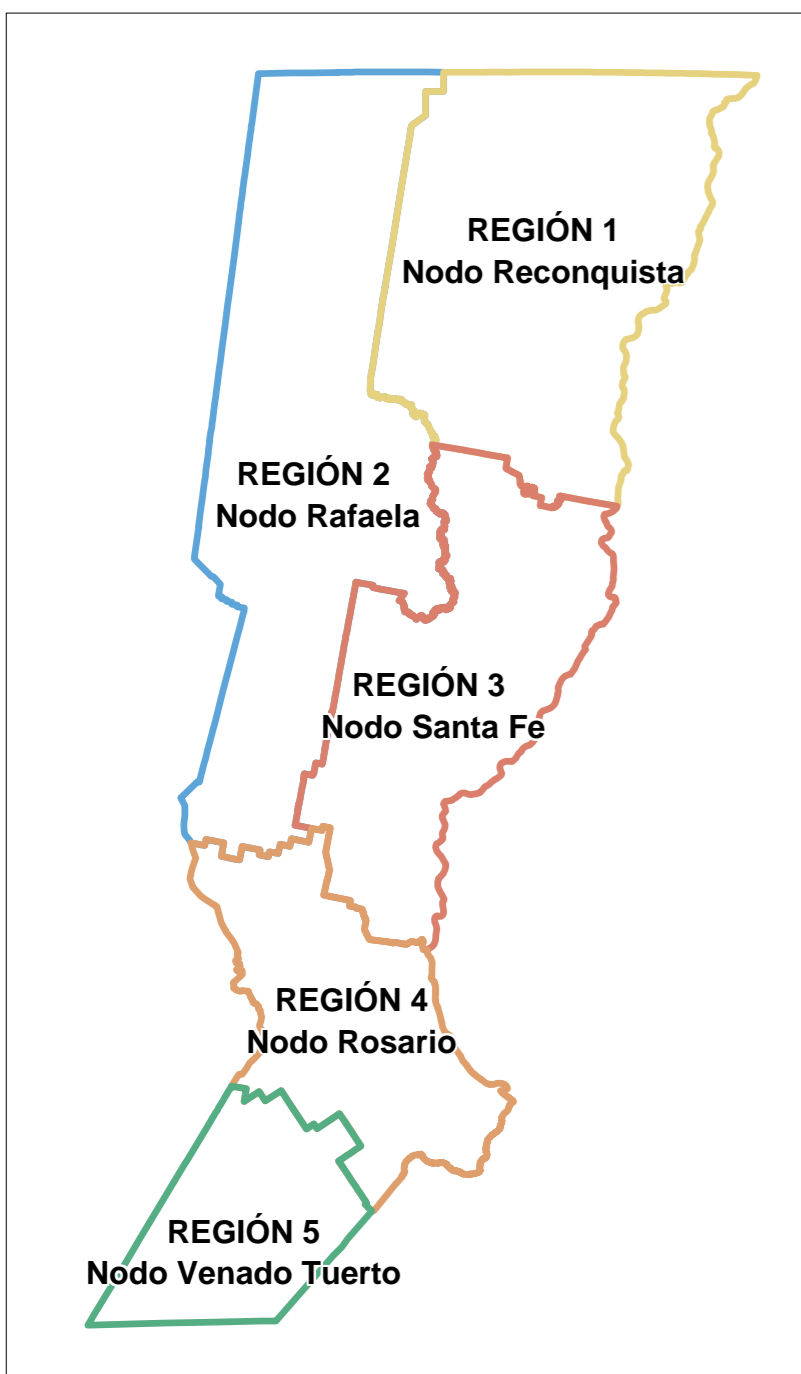 REGIÓN 1
Nodo Reconquista
REGIÓN 2
Nodo Rafaela
REGIÓN 3
Nodo Santa Fe
REGIÓN 4
Nodo Rosario
REGIÓN 5
Nodo Venado Tuerto